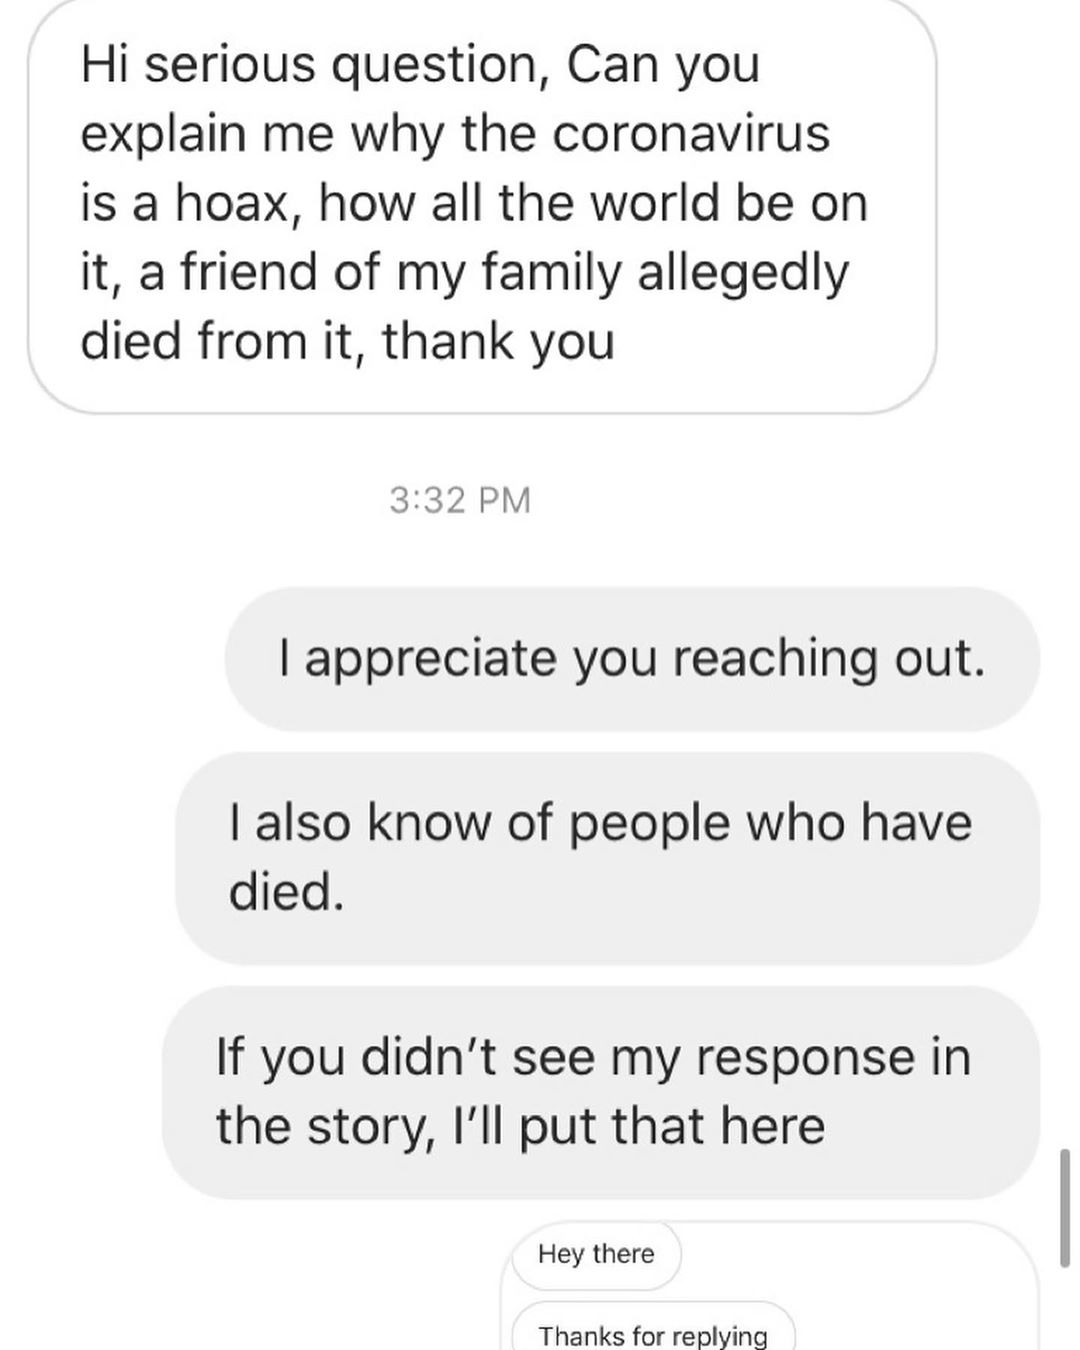 Hi serious question, Can you
explain me why the coronavirus
is a hoax, how all the world be on
it, a friend of my family allegedly
died from it, thank you
3:32 PM
I appreciate you reaching out.
I also know of people who have
died.
If you didn’t see my response in
the story, I’ll put that here
Hey there
Thanks for replying